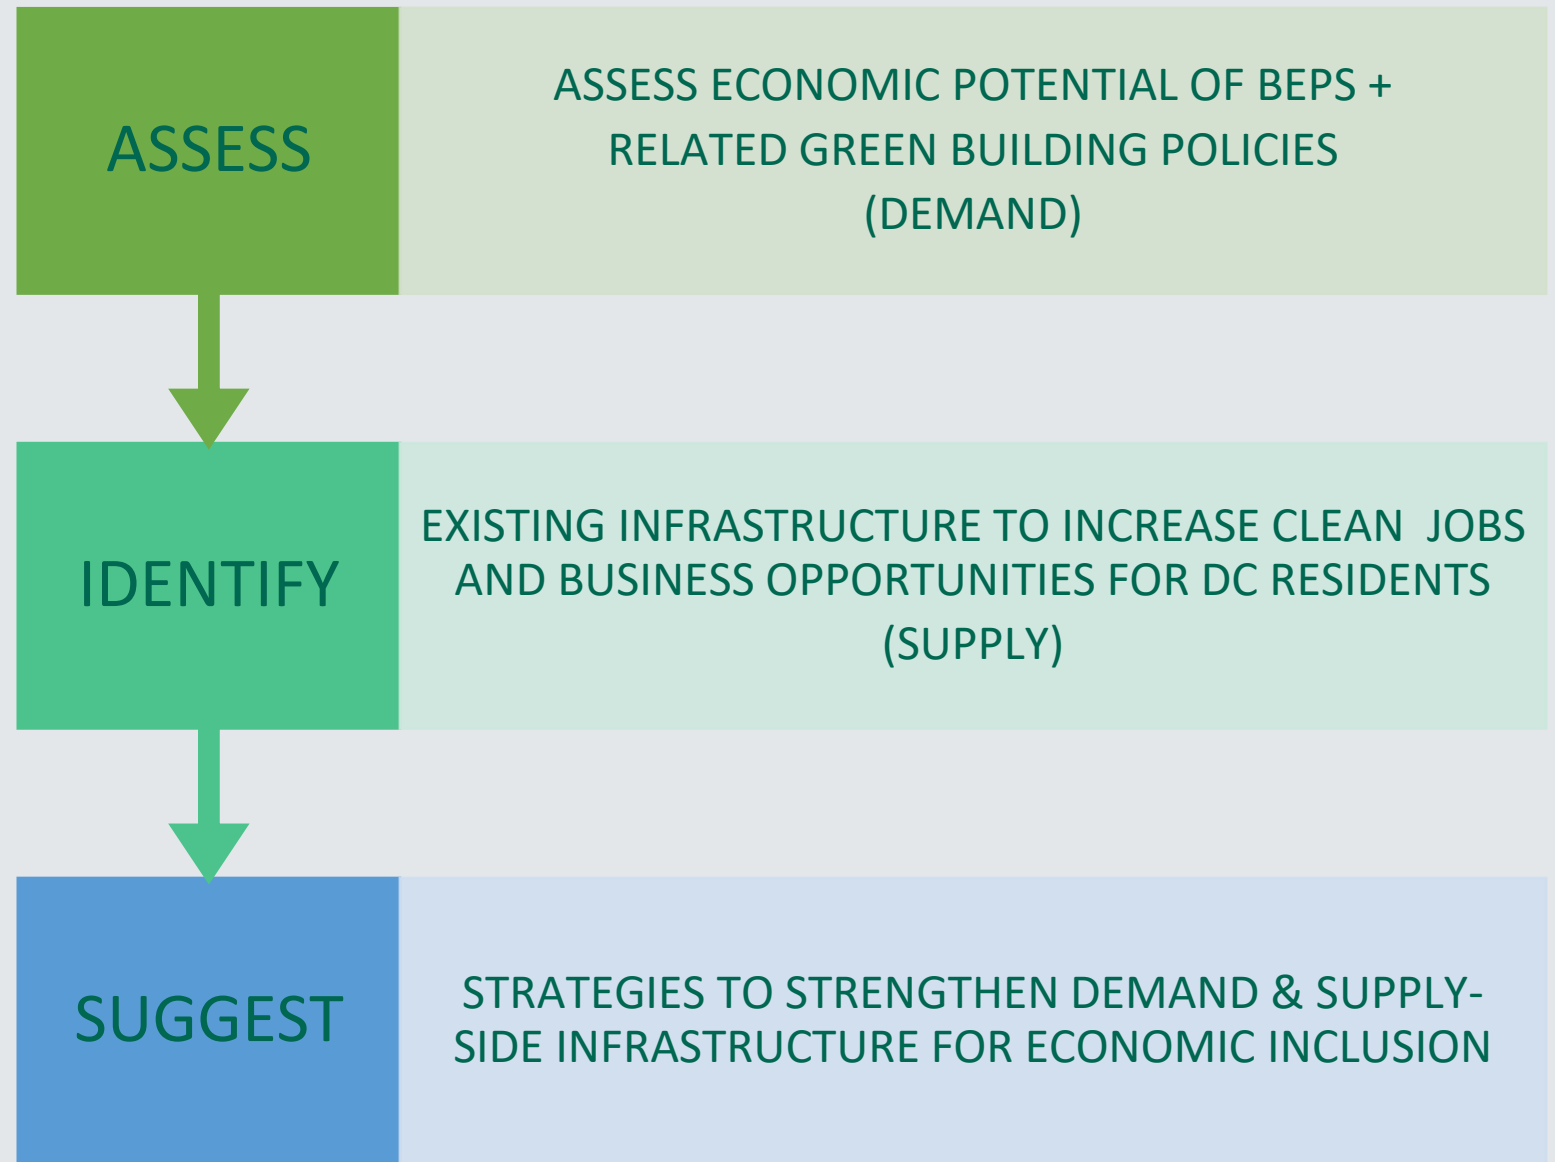 ASSESS
ASSESS ECONOMIC POTENTIAL OF BEPS +
RELATED GREEN BUILDING POLICIES
(DEMAND)
IDENTIFY
EXISTING INFRASTRUCTURE TO INCREASE CLEAN  JOBS
AND BUSINESS OPPORTUNITIES FOR DC RESIDENTS
(SUPPLY)
SUGGEST
STRATEGIES TO STRENGTHEN DEMAND & SUPPLY-
SIDE INFRASTRUCTURE FOR ECONOMIC INCLUSION